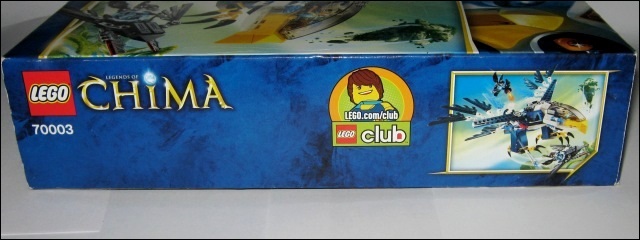 LEGO
LEGENDS OF
CHIMA
70003
LEGO.com/club
LEGO club